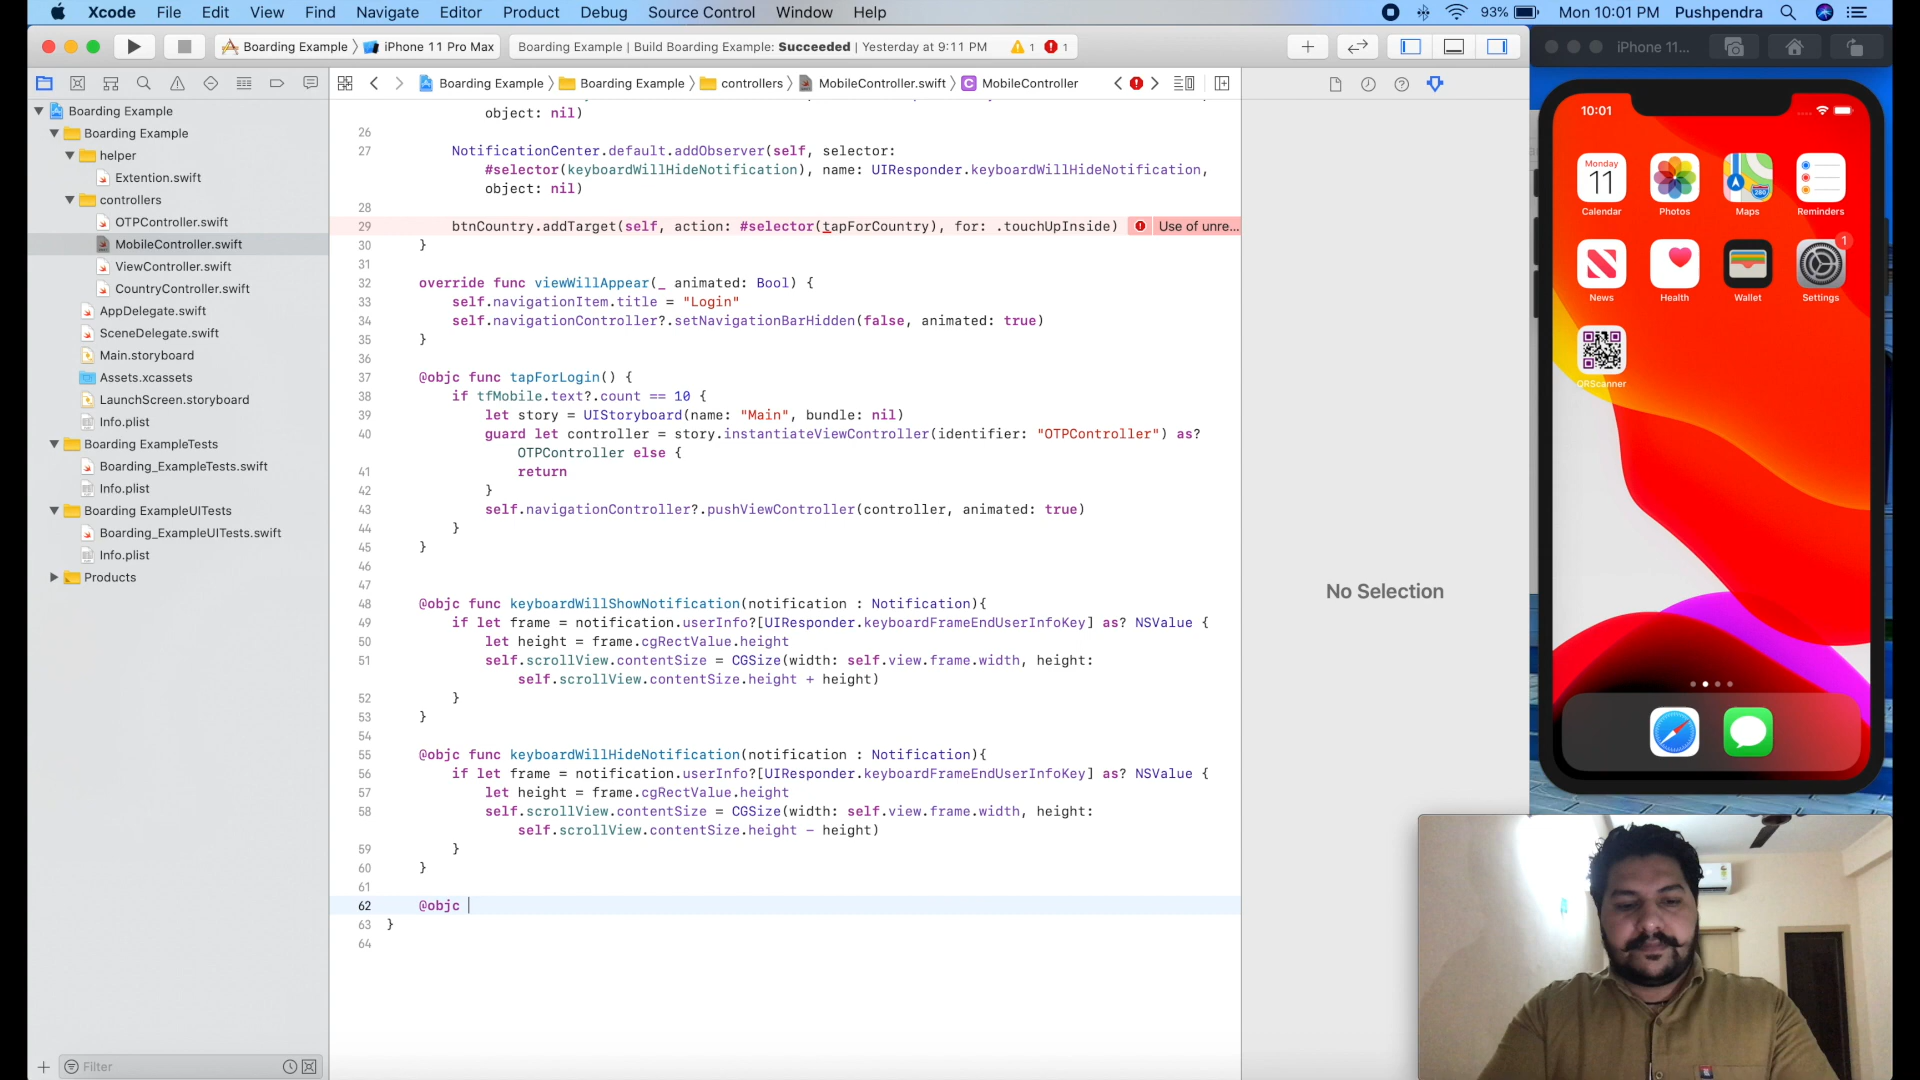 Xcode File Edit View Find Navigate Editor Product Debug Source Control Window Help
93% Mon 10:01 PM Pushpendra
Boarding Example iPhone 11 Pro Max
Boarding Example | Build Boarding Example: Succeeded | Yesterday at 9:11 PM 1 1
iPhone 11...
Boarding Example Boarding Example controllers MobileController.swift MobileController
Boarding Example
Boarding Example
helper
Extention.swift
controllers
OTPController.swift
MobileController.swift
ViewController.swift
CountryController.swift
AppDelegate.swift
SceneDelegate.swift
Main.storyboard
Assets.xcassets
LaunchScreen.storyboard
Info.plist
Boarding ExampleTests
Boarding_ExampleTests.swift
Info.plist
Boarding ExampleUITests
Boarding_ExampleUITests.swift
Info.plist
Products
Filter
object: nil)
26
27 NotificationCenter.default.addObserver(self, selector:
#selector(keyboardWillHideNotification), name: UIResponder.keyboardWillHideNotification,
object: nil)
28
29 btnCountry.addTarget(self, action: #selector(tapForCountry), for: .touchUpInside) Use of unre...
30 }
31
32 override func viewWillAppear(_ animated: Bool) {
33 self.navigationItem.title = "Login"
34 self.navigationController?.setNavigationBarHidden(false, animated: true)
35 }
36
37 @objc func tapForLogin() {
38 if tfMobile.text?.count == 10 {
39 let story = UIStoryboard(name: "Main", bundle: nil)
40 guard let controller = story.instantiateViewController(identifier: "OTPController") as?
OTPController else {
41 return
42 }
43 self.navigationController?.pushViewController(controller, animated: true)
44 }
45 }
46
47
48 @objc func keyboardWillShowNotification(notification : Notification){
49 if let frame = notification.userInfo?[UIResponder.keyboardFrameEndUserInfoKey] as? NSValue {
50 let height = frame.cgRectValue.height
51 self.scrollView.contentSize = CGSize(width: self.view.frame.width, height:
self.scrollView.contentSize.height + height)
52 }
53 }
54
55 @objc func keyboardWillHideNotification(notification : Notification){
56 if let frame = notification.userInfo?[UIResponder.keyboardFrameEndUserInfoKey] as? NSValue {
57 let height = frame.cgRectValue.height
58 self.scrollView.contentSize = CGSize(width: self.view.frame.width, height:
self.scrollView.contentSize.height - height)
59 }
60 }
61
62 @objc
63 }
64
No Selection
10:01
Monday
11
Calendar Photos Maps Reminders
1
News Health Wallet Settings
QRScanner